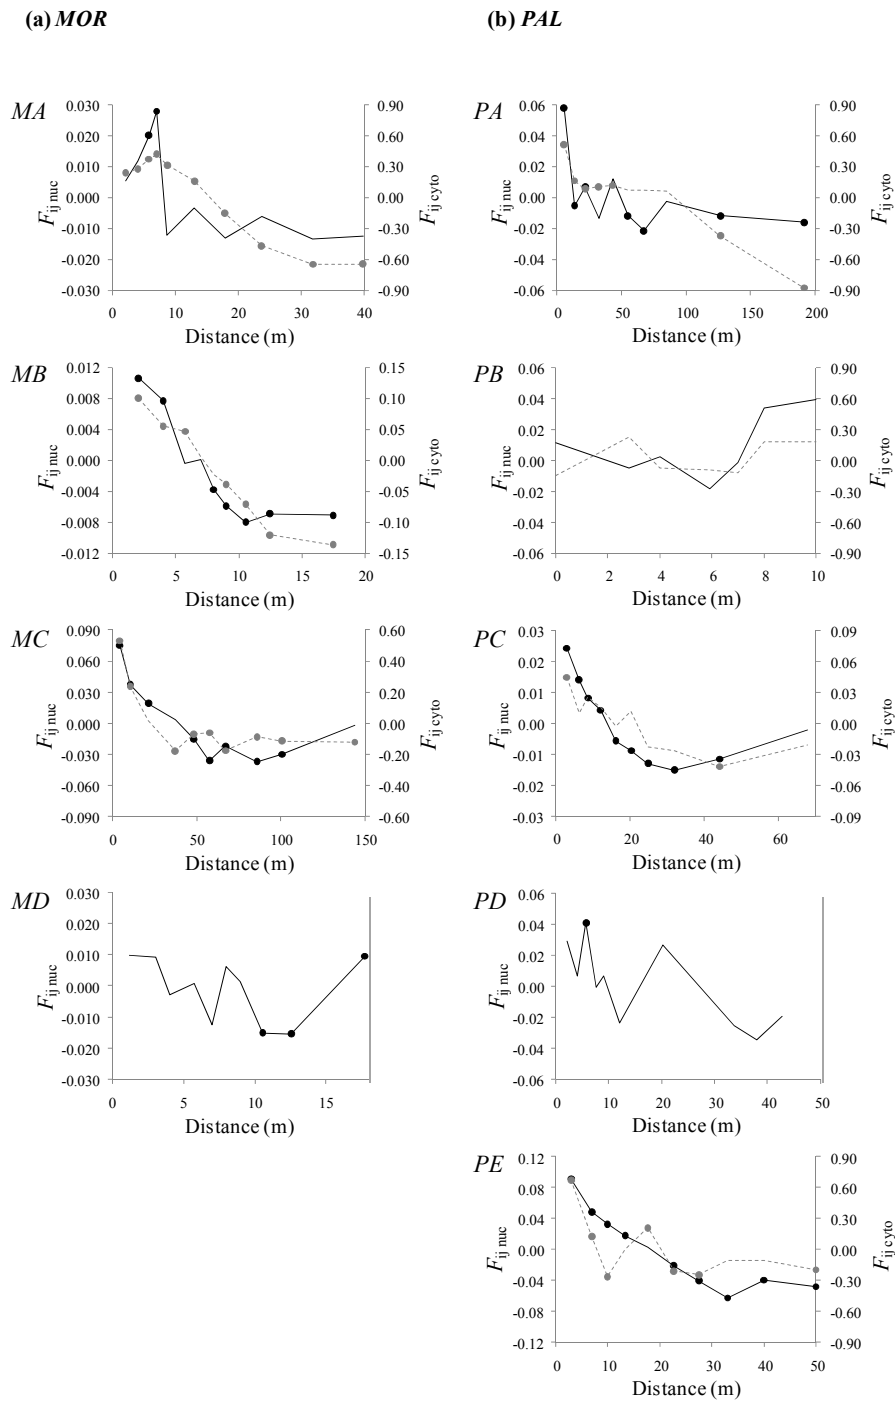 (a) MOR
(b) PAL
MA
0.030 0.020 0.010 0.000 -0.010 -0.020 -0.030
F ij nuc
0.90 0.60 0.30 0.00 -0.30 -0.60 -0.90
F ij cyto
0 10 20 30 40
Distance (m)
PA
0.06 0.04 0.02 0.00 -0.02 -0.04 -0.06
F ij nuc
0.90 0.60 0.30 0.00 -0.30 -0.60 -0.90
F ij cyto
0 50 100 150 200
Distance (m)
MB
0.012 0.008 0.004 0.000 -0.004 -0.008 -0.012
F ij nuc
0.15 0.10 0.05 0.00 -0.05 -0.10 -0.15
F ij cyto
0 5 10 15 20
Distance (m)
PB
0.06 0.04 0.02 0.00 -0.02 -0.04 -0.06
F ij nuc
0.90 0.60 0.30 0.00 -0.30 -0.60 -0.90
F ij cyto
0 2 4 6 8 10
Distance (m)
MC
0.090 0.060 0.030 0.000 -0.030 -0.060 -0.090
F ij nuc
0.60 0.40 0.20 0.00 -0.20 -0.40 -0.60
F ij cyto
0 50 100 150
Distance (m)
PC
0.03 0.02 0.01 0.00 -0.01 -0.02 -0.03
F ij nuc
0.09 0.06 0.03 0.00 -0.03 -0.06 -0.09
F ij cyto
0 20 40 60
Distance (m)
MD
0.030 0.020 0.010 0.000 -0.010 -0.020 -0.030
F ij nuc
0 5 10 15
Distance (m)
PD
0.06 0.04 0.02 0.00 -0.02 -0.04 -0.06
F ij nuc
0 10 20 30 40 50
Distance (m)
PE
0.12 0.08 0.04 0.00 -0.04 -0.08 -0.12
F ij nuc
0.90 0.60 0.30 0.00 -0.30 -0.60 -0.90
F ij cyto
0 10 20 30 40 50
Distance (m)